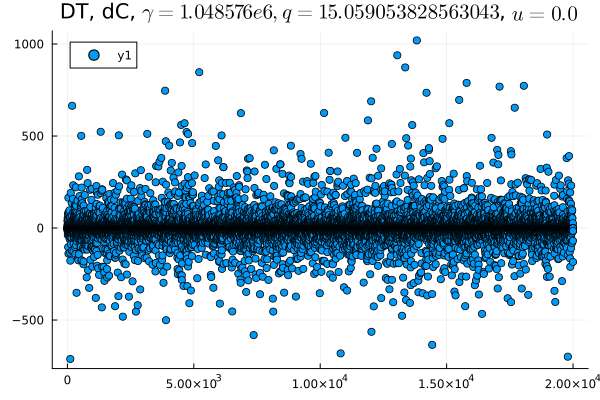 DT, dC, γ = 1.048576e6, q = 15.059053828563043, u = 0.0
y1
1000
500
0
−500
0 5.00×10³ 1.00×10⁴ 1.50×10⁴ 2.00×10⁴